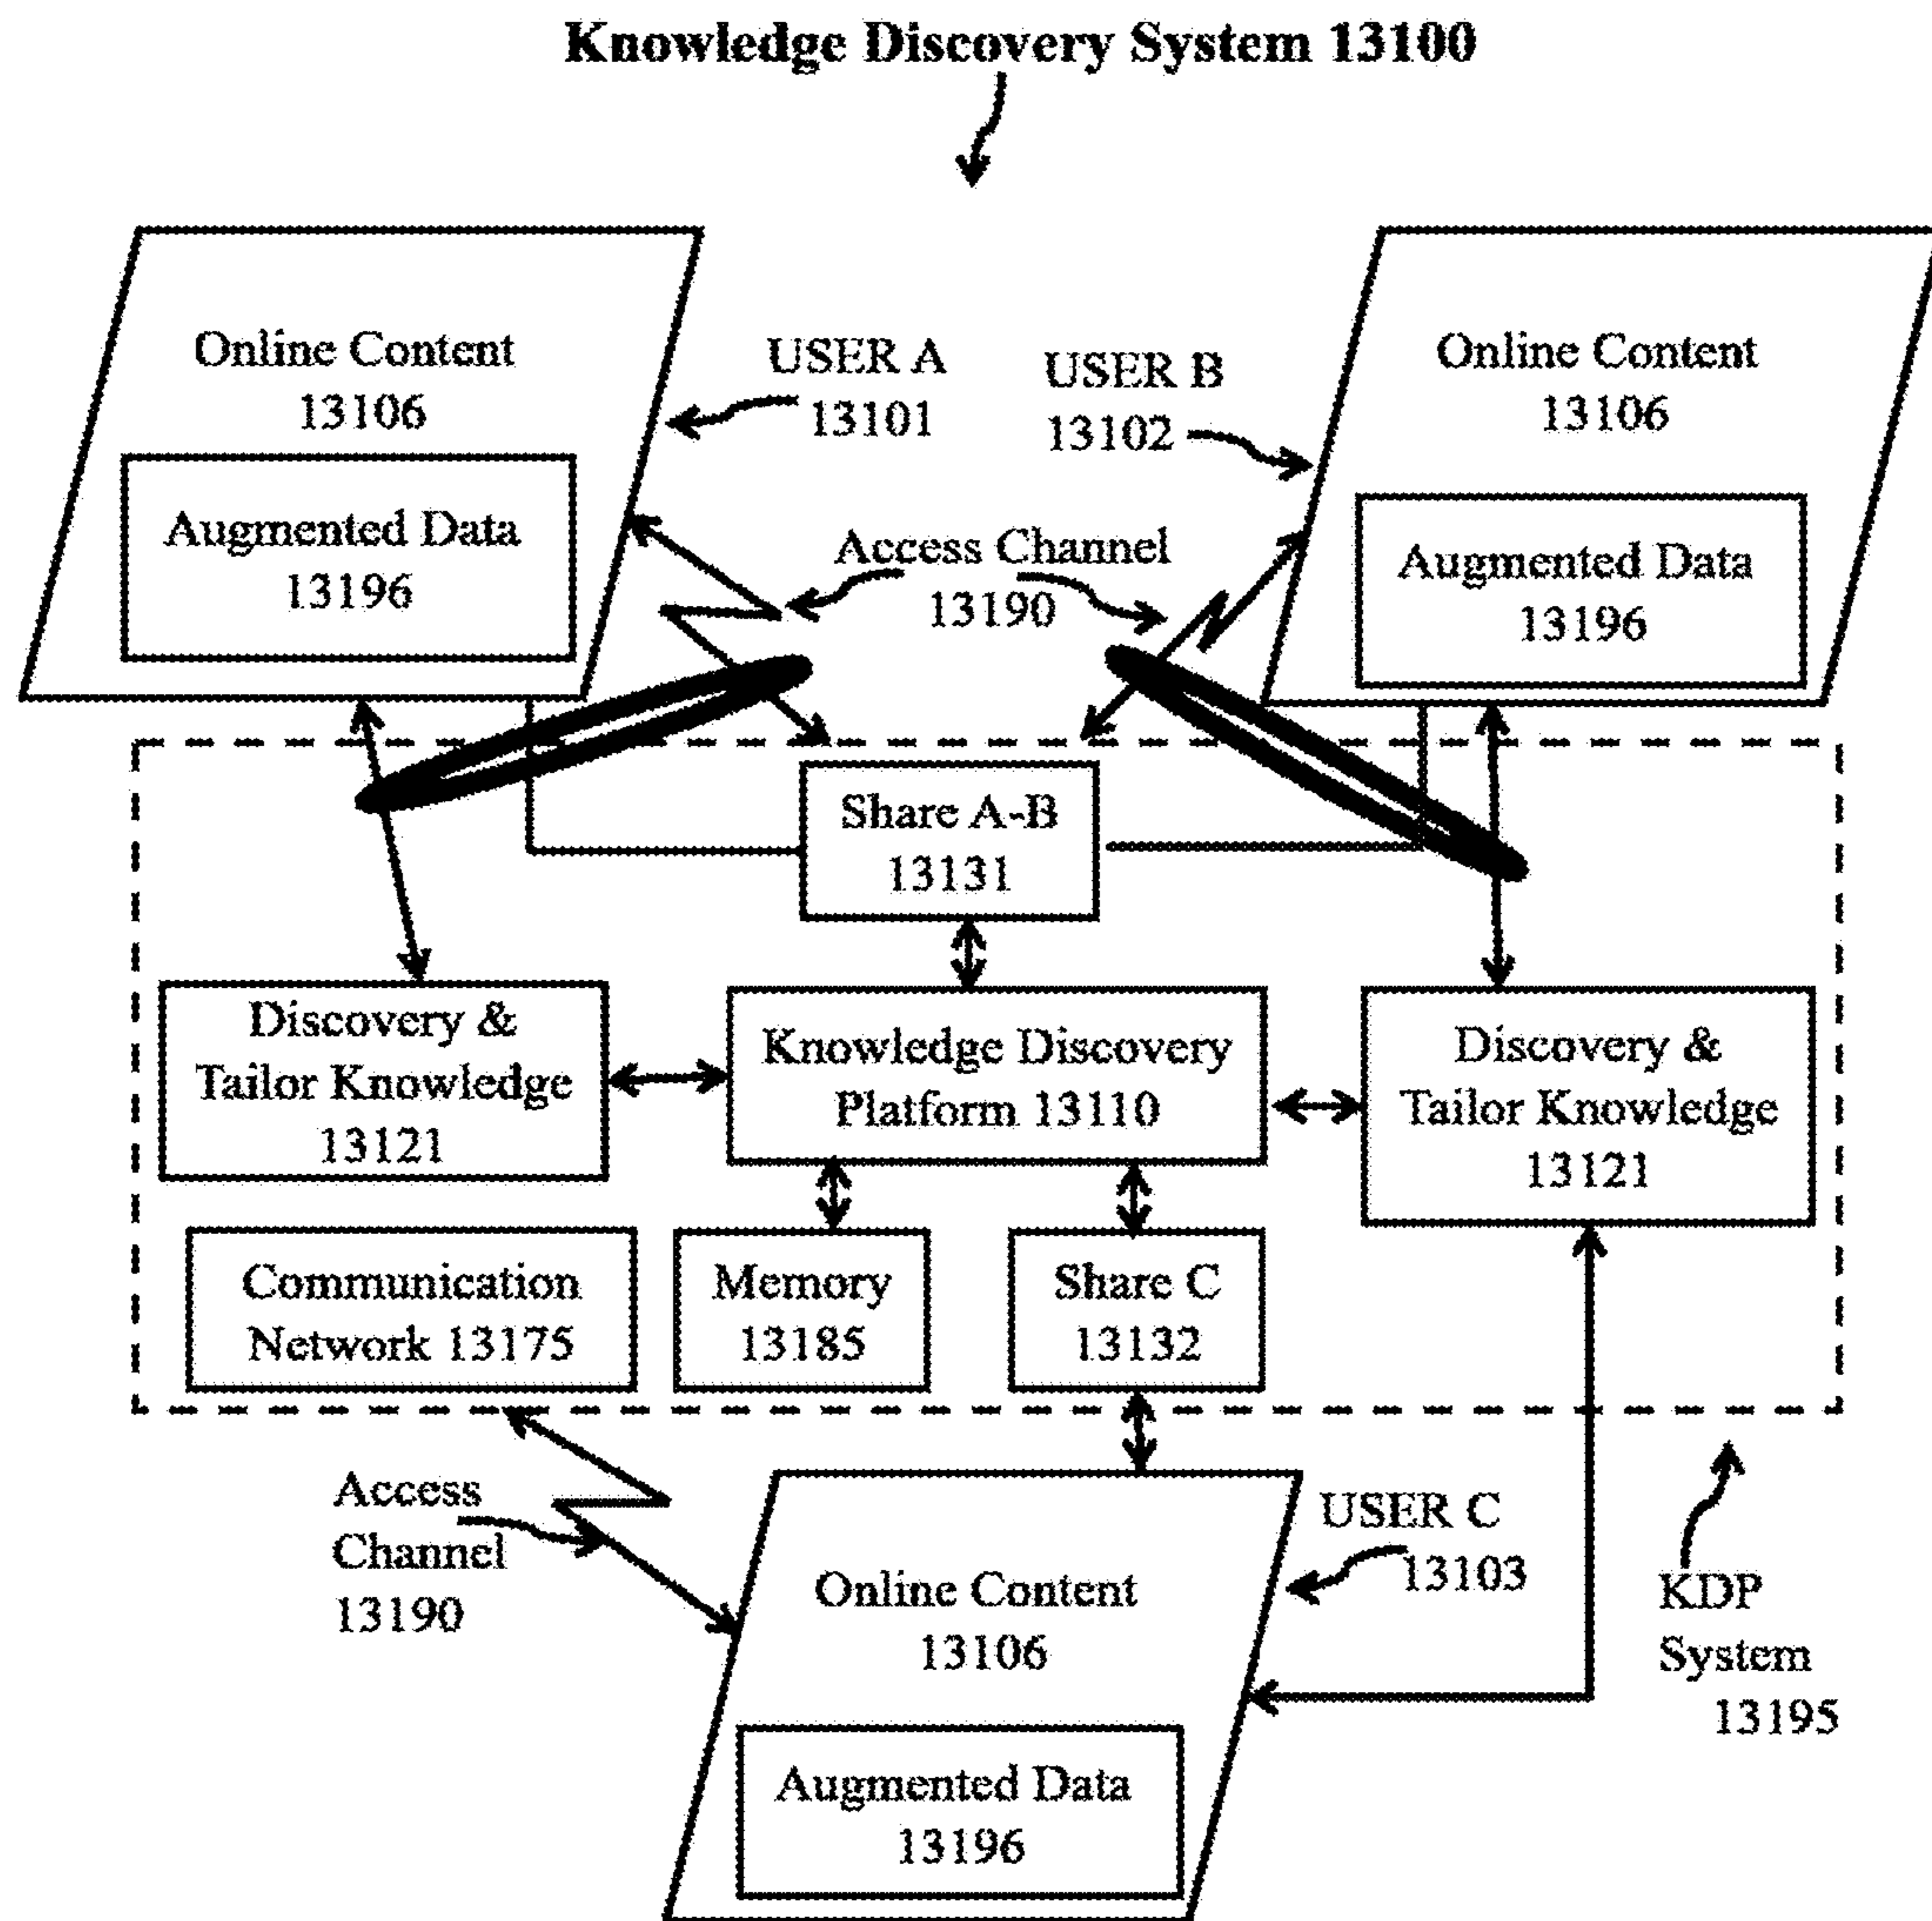 Knowledge Discovery System 13100
Online Content
13106
Augmented Data
13196
USER A
13101
USER B
13102
Online Content
13106
Augmented Data
13196
Access Channel
13190
Share A-B
13131
Discovery &
Tailor Knowledge
13121
Knowledge Discovery
Platform 13110
Discovery &
Tailor Knowledge
13121
Communication
Network 13175
Memory
13185
Share C
13132
Access
Channel
13190
Online Content
13106
Augmented Data
13196
USER C
13103
KDP
System
13195